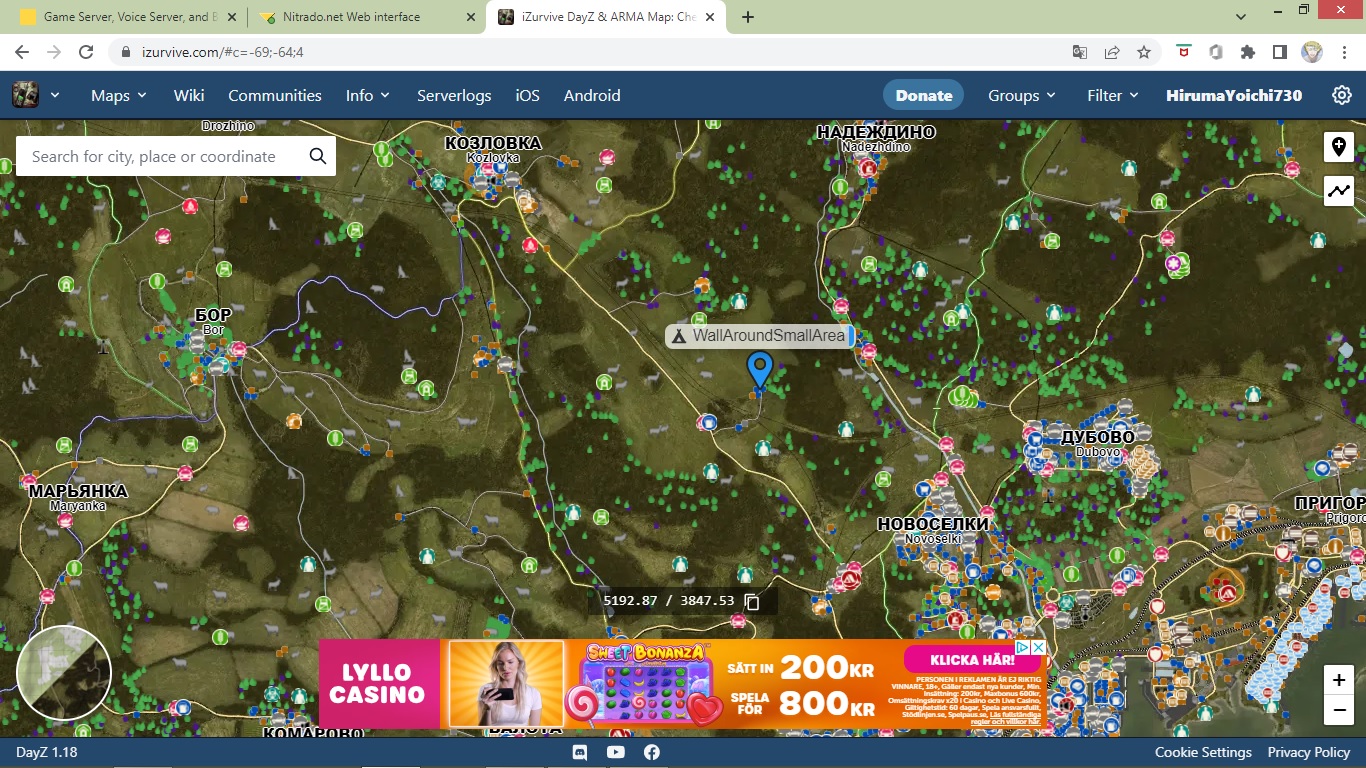 Game Server, Voice Server, and B
Nitrado.net Web interface
iZurvive DayZ & ARMA Map: Che
izurvive.com/#c=-69;-64;4
Maps
Wiki
Communities
Info
Serverlogs
iOS
Android
Donate
Groups
Filter
HirumaYoichi730
Drozhino
Search for city, place or coordinate
КОЗЛОВКА
Kozlovka
НАДЕЖДИНО
Nadezhdino
БОР
Bor
WallAroundSmallArea
ДУБОВО
Dubovo
МАРЬЯНКА
Maryanka
ПРИГОР
Prigoro
НОВОСЕЛКИ
Novoselki
5192.87 / 3847.53
LYLLO
CASINO
SWEET BONANZA
SÄTT IN 200KR
SPELA
FÖR 800KR
KLICKA HÄR!
PERSONEN I REKLAMEN ÄR EJ RIKTIG
VINNARE, 18+, Gäller endast nya kunder, Min.
Insättning: 200kr, Maxbonus 600kr,
Omsättningskrav x20 i Casino och Live Casino,
Giltighetstid: 60 dagar, Spela ansvarsfullt,
Stödlinjen.se, Spelpaus.se, Läs fullständiga
regler och villkor här.
КОМАРОВО
БАЛОТА
+
−
DayZ 1.18
Cookie Settings
Privacy Policy